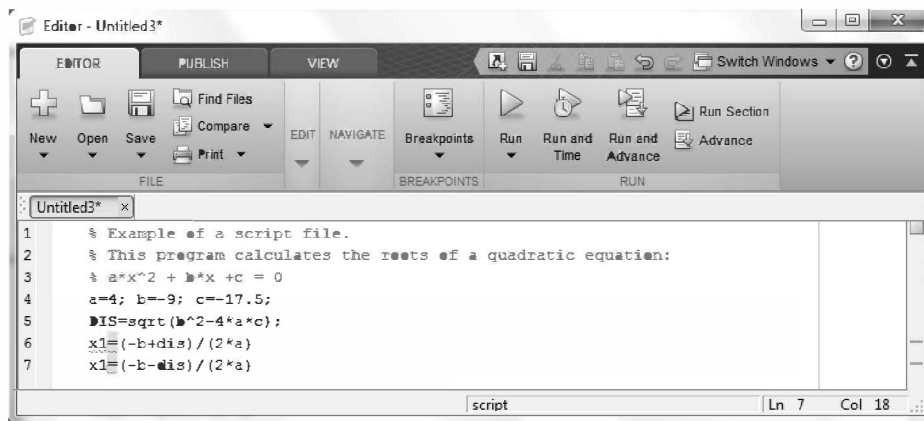 Editor - Untitled3*
EDITOR PUBLISH VIEW Switch Windows ?
New Open Save Find Files Compare Print EDIT NAVIGATE Breakpoints Run Run and Time Run and Advance Run Section Advance
FILE BREAKPOINTS RUN
Untitled3* ×
1 % Example of a script file.
2 % This program calculates the roots of a quadratic equation:
3 % a*x^2 + b*x +c = 0
4 a=4; b=-9; c=-17.5;
5 DIS=sqrt(b^2-4*a*c);
6 x1=(-b+dis)/(2*a)
7 x1=(-b-dis)/(2*a)
script Ln 7 Col 18